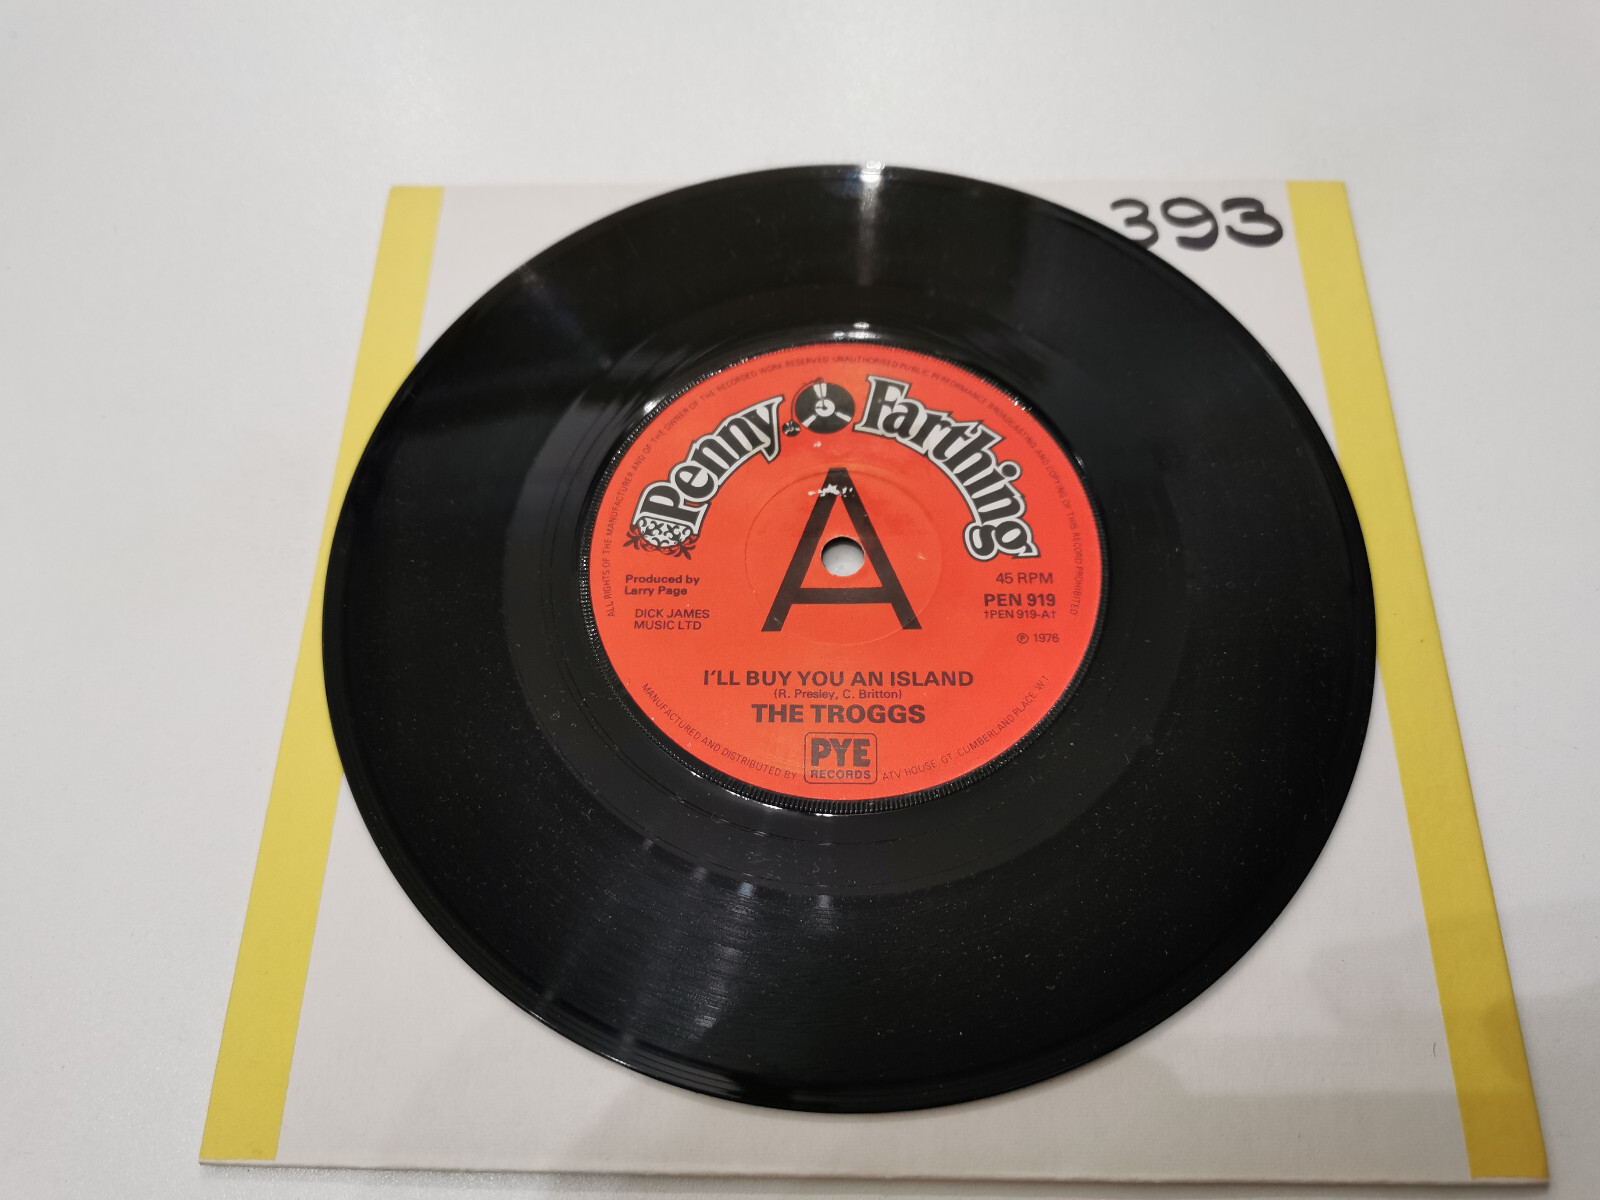 393
ALL RIGHTS OF THE MANUFACTURER AND OF THE OWNER OF THE RECORDED WORK RESERVED UNAUTHORISED PUBLIC PERFORMANCE BROADCASTING AND COPYING OF THIS RECORD PROHIBITED
Penny Farthing
A
Produced by
Larry Page
DICK JAMES
MUSIC LTD
45 RPM
PEN 919
†PEN 919-A†
℗ 1976
I'LL BUY YOU AN ISLAND
(R. Presley, C. Britton)
THE TROGGS
PYE
RECORDS
MANUFACTURED AND DISTRIBUTED BY
ATV HOUSE, GT. CUMBERLAND PLACE, W.1